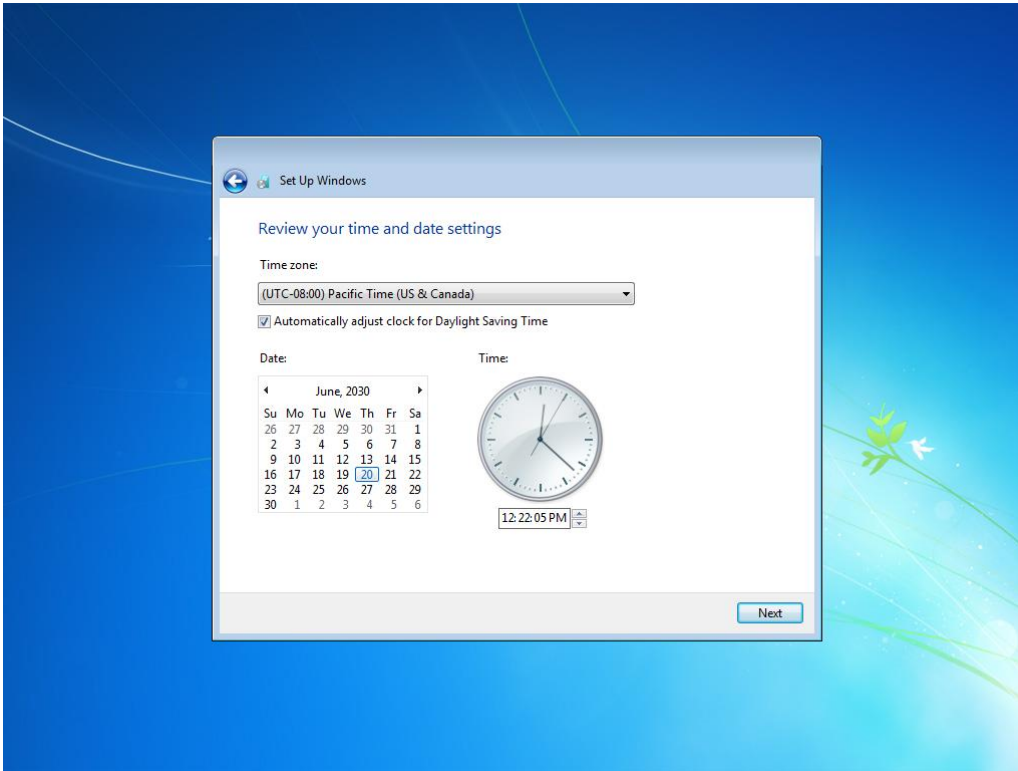 Set Up Windows
Review your time and date settings
Time zone:
(UTC-08:00) Pacific Time (US & Canada)
Automatically adjust clock for Daylight Saving Time
Date:
Time:
June, 2030
Su Mo Tu We Th Fr Sa
26 27 28 29 30 31 1
2 3 4 5 6 7 8
9 10 11 12 13 14 15
16 17 18 19 20 21 22
23 24 25 26 27 28 29
30 1 2 3 4 5 6
12:22:05 PM
Next